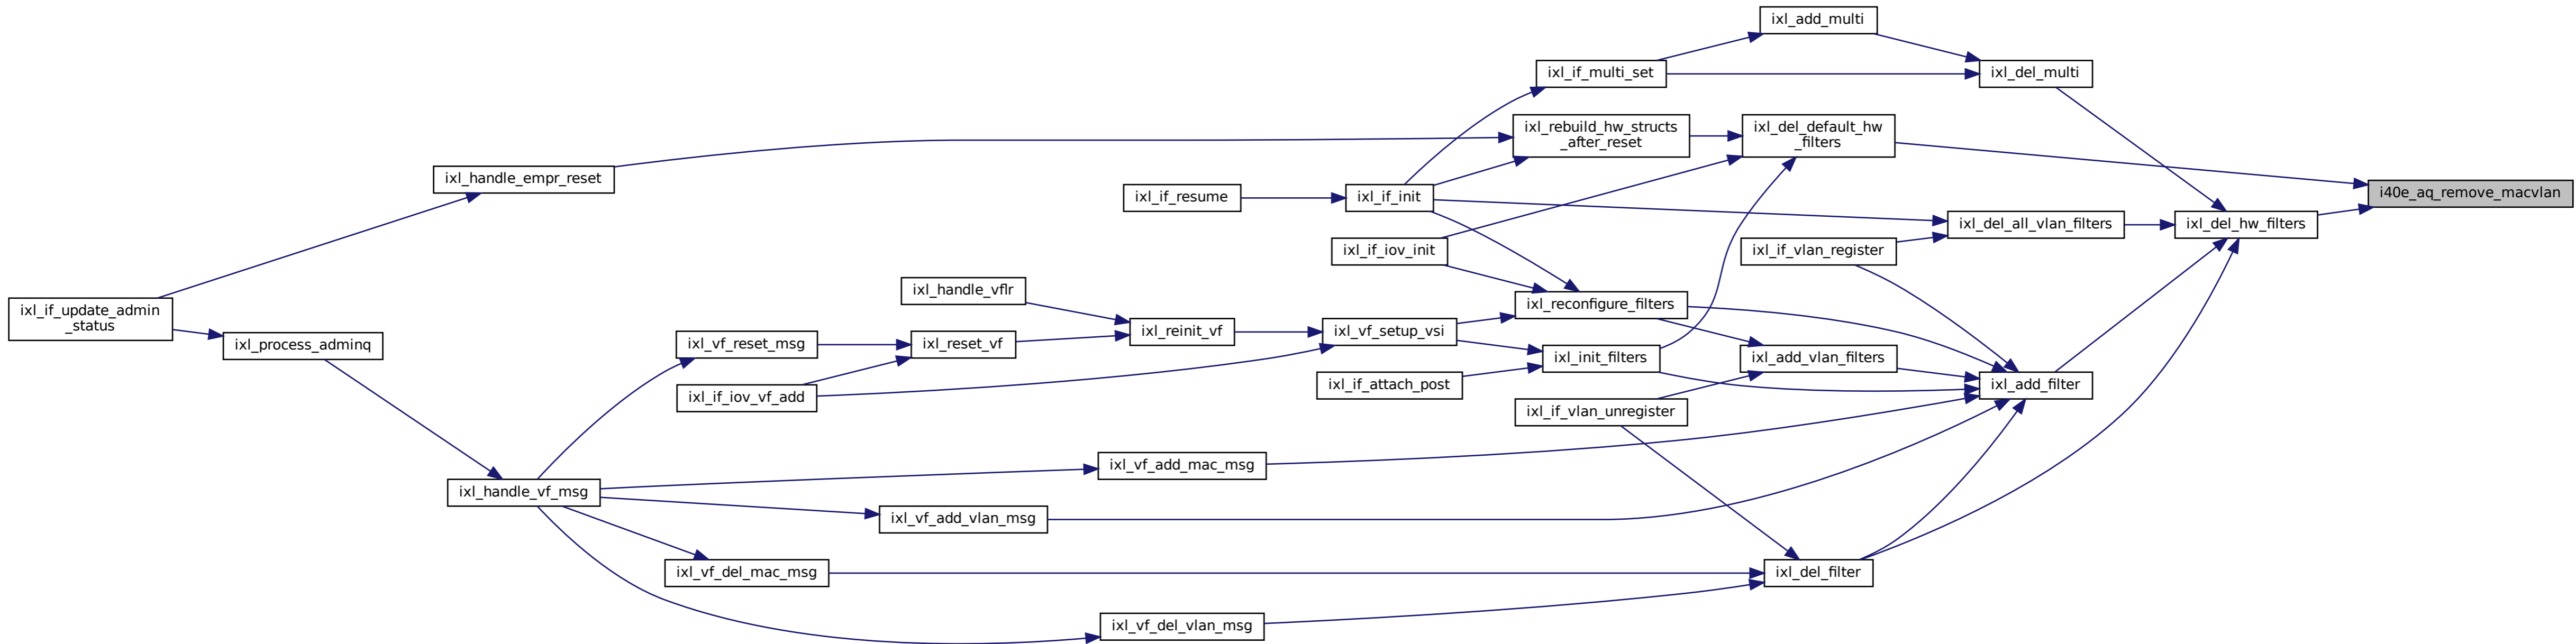 ixl_add_multi
ixl_if_multi_set
ixl_del_multi
ixl_rebuild_hw_structs
_after_reset
ixl_del_default_hw
_filters
ixl_handle_empr_reset
ixl_if_resume
ixl_if_init
i40e_aq_remove_macvlan
ixl_del_all_vlan_filters
ixl_del_hw_filters
ixl_if_iov_init
ixl_if_vlan_register
ixl_handle_vflr
ixl_reconfigure_filters
ixl_if_update_admin
_status
ixl_process_adminq
ixl_vf_reset_msg
ixl_reset_vf
ixl_reinit_vf
ixl_vf_setup_vsi
ixl_init_filters
ixl_add_vlan_filters
ixl_if_iov_vf_add
ixl_if_attach_post
ixl_add_filter
ixl_if_vlan_unregister
ixl_vf_add_mac_msg
ixl_handle_vf_msg
ixl_vf_add_vlan_msg
ixl_vf_del_mac_msg
ixl_del_filter
ixl_vf_del_vlan_msg